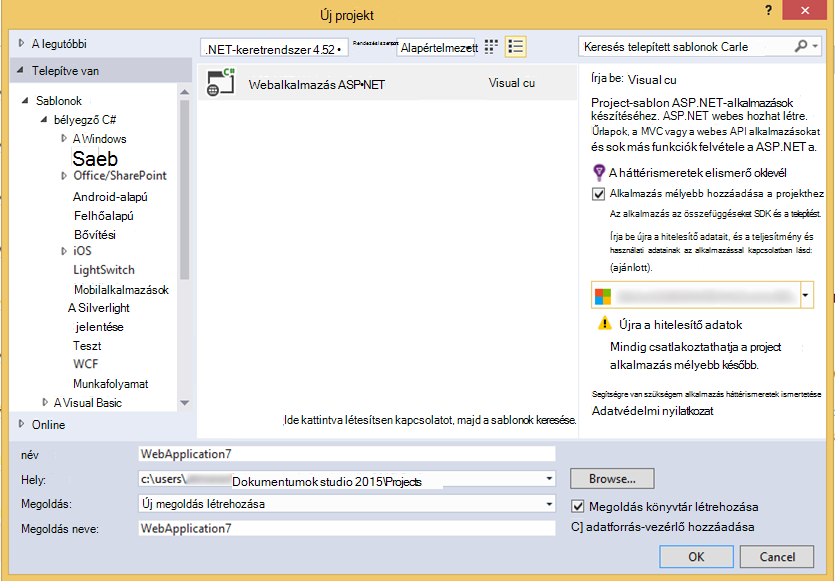 Új projekt
?
A legutóbbi
.NET-keretrendszer 4.52
Alapértelmezett
Keresés telepített sablonok Carle
Telepítve van
Sablonok
bélyegző C#
A Windows
Saeb
Office/SharePoint
Android-alapú
Felhőalapú
Bővítési
iOS
LightSwitch
Mobilalkalmazások
A Silverlight
jelentése
Teszt
WCF
Munkafolyamat
A Visual Basic
Online
Webalkalmazás ASP•NET
Visual cu
Ide kattintva létesítsen kapcsolatot, majd a sablonok keresése.
Írja be: Visual cu
Project-sablon ASP.NET-alkalmazások
készítéséhez. ASP.NET webes hozhat létre.
Űrlapok, a MVC vagy a webes API alkalmazásokat
és sok más funkciók felvétele a ASP.NET a.
A háttérismeretek elismerő oklevél
Alkalmazás mélyebb hozzáadása a projekthez
Az alkalmazás az összefüggéseket SDK és a telepítést.
Írja be újra a hitelesítő adatait, és a teljesítmény és
használati adatainak az alkalmazással kapcsolatban lásd:
(ajánlott).
Újra a hitelesítő adatok
Mindig csatlakoztathatja a project
alkalmazás mélyebb később.
Segítségre van szükségem alkalmazás háttérismeretek ismertetése
Adatvédelmi nyilatkozat
név
WebApplication7
Hely:
c:\users\
Dokumentumok studio 2015\Projects
Browse...
Megoldás:
Új megoldás létrehozása
Megoldás könyvtár létrehozása
Megoldás neve:
WebApplication7
C] adatforrás-vezérlő hozzáadása
OK
Cancel